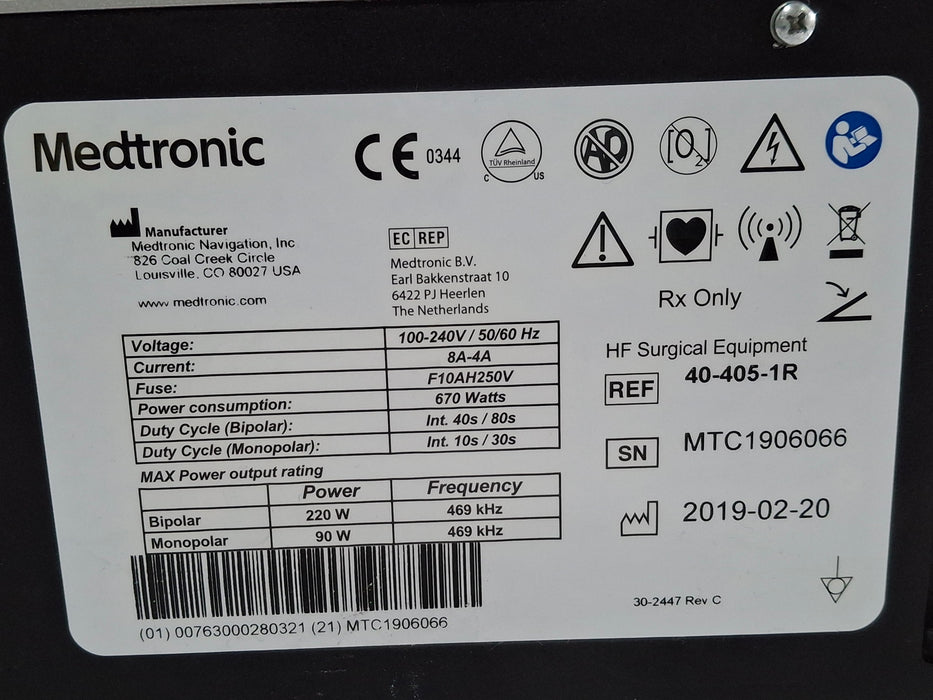 Medtronic
CE 0344
TÜV Rheinland
C US
AP
O2
Manufacturer
Medtronic Navigation, Inc
826 Coal Creek Circle
Louisville, CO 80027 USA
www.medtronic.com
EC REP
Medtronic B.V.
Earl Bakkenstraat 10
6422 PJ Heerlen
The Netherlands
Rx Only
Voltage: 100-240V / 50/60 Hz
Current: 8A-4A
Fuse: F10AH250V
Power consumption: 670 Watts
Duty Cycle (Bipolar): Int. 40s / 80s
Duty Cycle (Monopolar): Int. 10s / 30s
MAX Power output rating
Power Frequency
Bipolar 220 W 469 kHz
Monopolar 90 W 469 kHz
(01) 00763000280321 (21) MTC1906066
HF Surgical Equipment
REF 40-405-1R
SN MTC1906066
2019-02-20
30-2447 Rev C